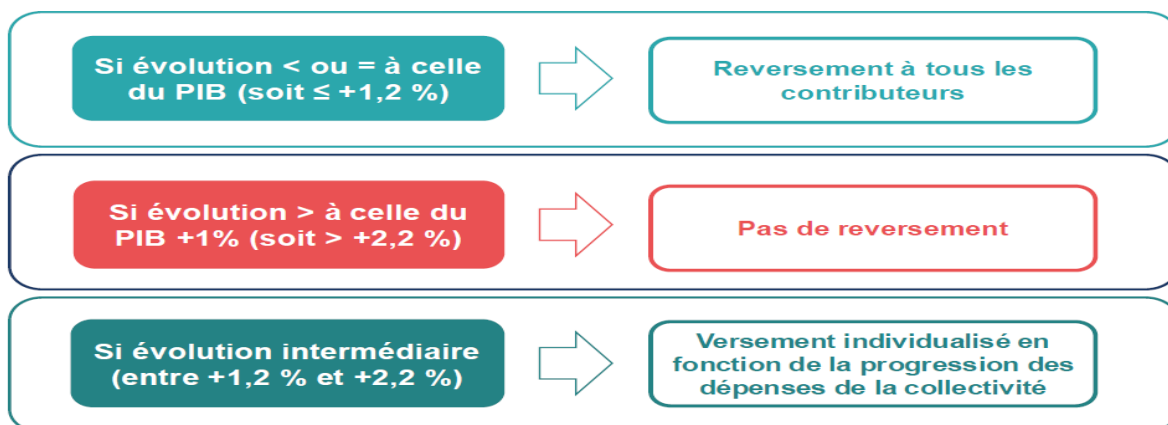 Si évolution < ou = à celle
du PIB (soit ≤ +1,2 %)
Reversement à tous les
contributeurs
Si évolution > à celle du
PIB +1% (soit > +2,2 %)
Pas de reversement
Si évolution intermédiaire
(entre +1,2 % et +2,2 %)
Versement individualisé en
fonction de la progression des
dépenses de la collectivité